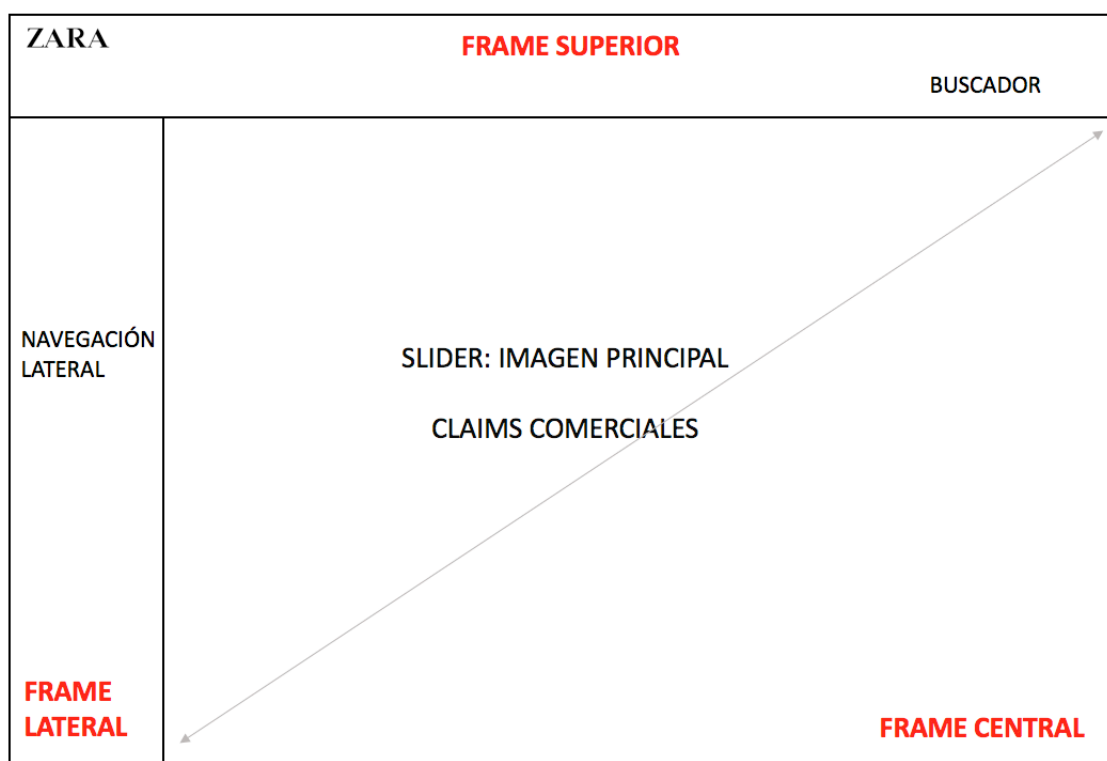 ZARA
FRAME SUPERIOR
BUSCADOR
NAVEGACIÓN
LATERAL
SLIDER: IMAGEN PRINCIPAL
CLAIMS COMERCIALES
FRAME
LATERAL
FRAME CENTRAL